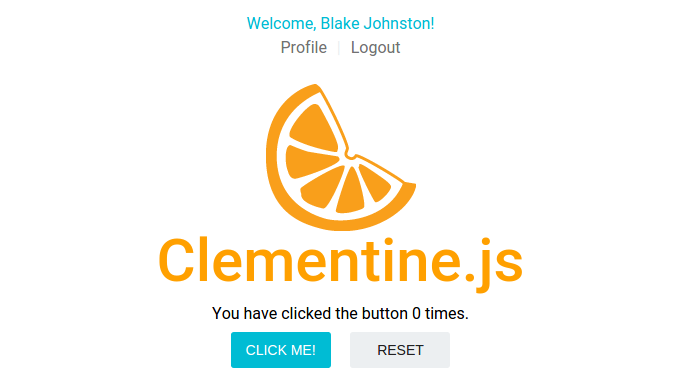 Welcome, Blake Johnston!
Profile | Logout
Clementine.js
You have clicked the button 0 times.
CLICK ME! RESET